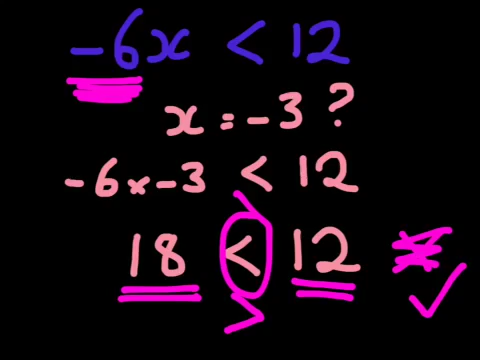 -6x < 12
x = -3 ?
-6 x -3 < 12
18 < 12
>